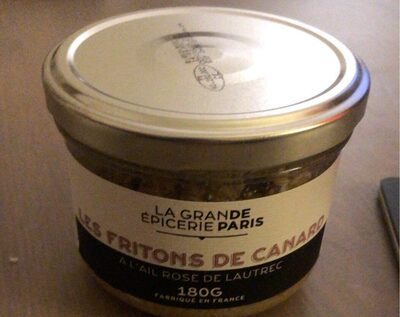 LA GRANDE
ÉPICERIE PARIS
LES FRITONS DE CANARD
À L'AIL ROSE DE LAUTREC
180G
FABRIQUÉ EN FRANCE